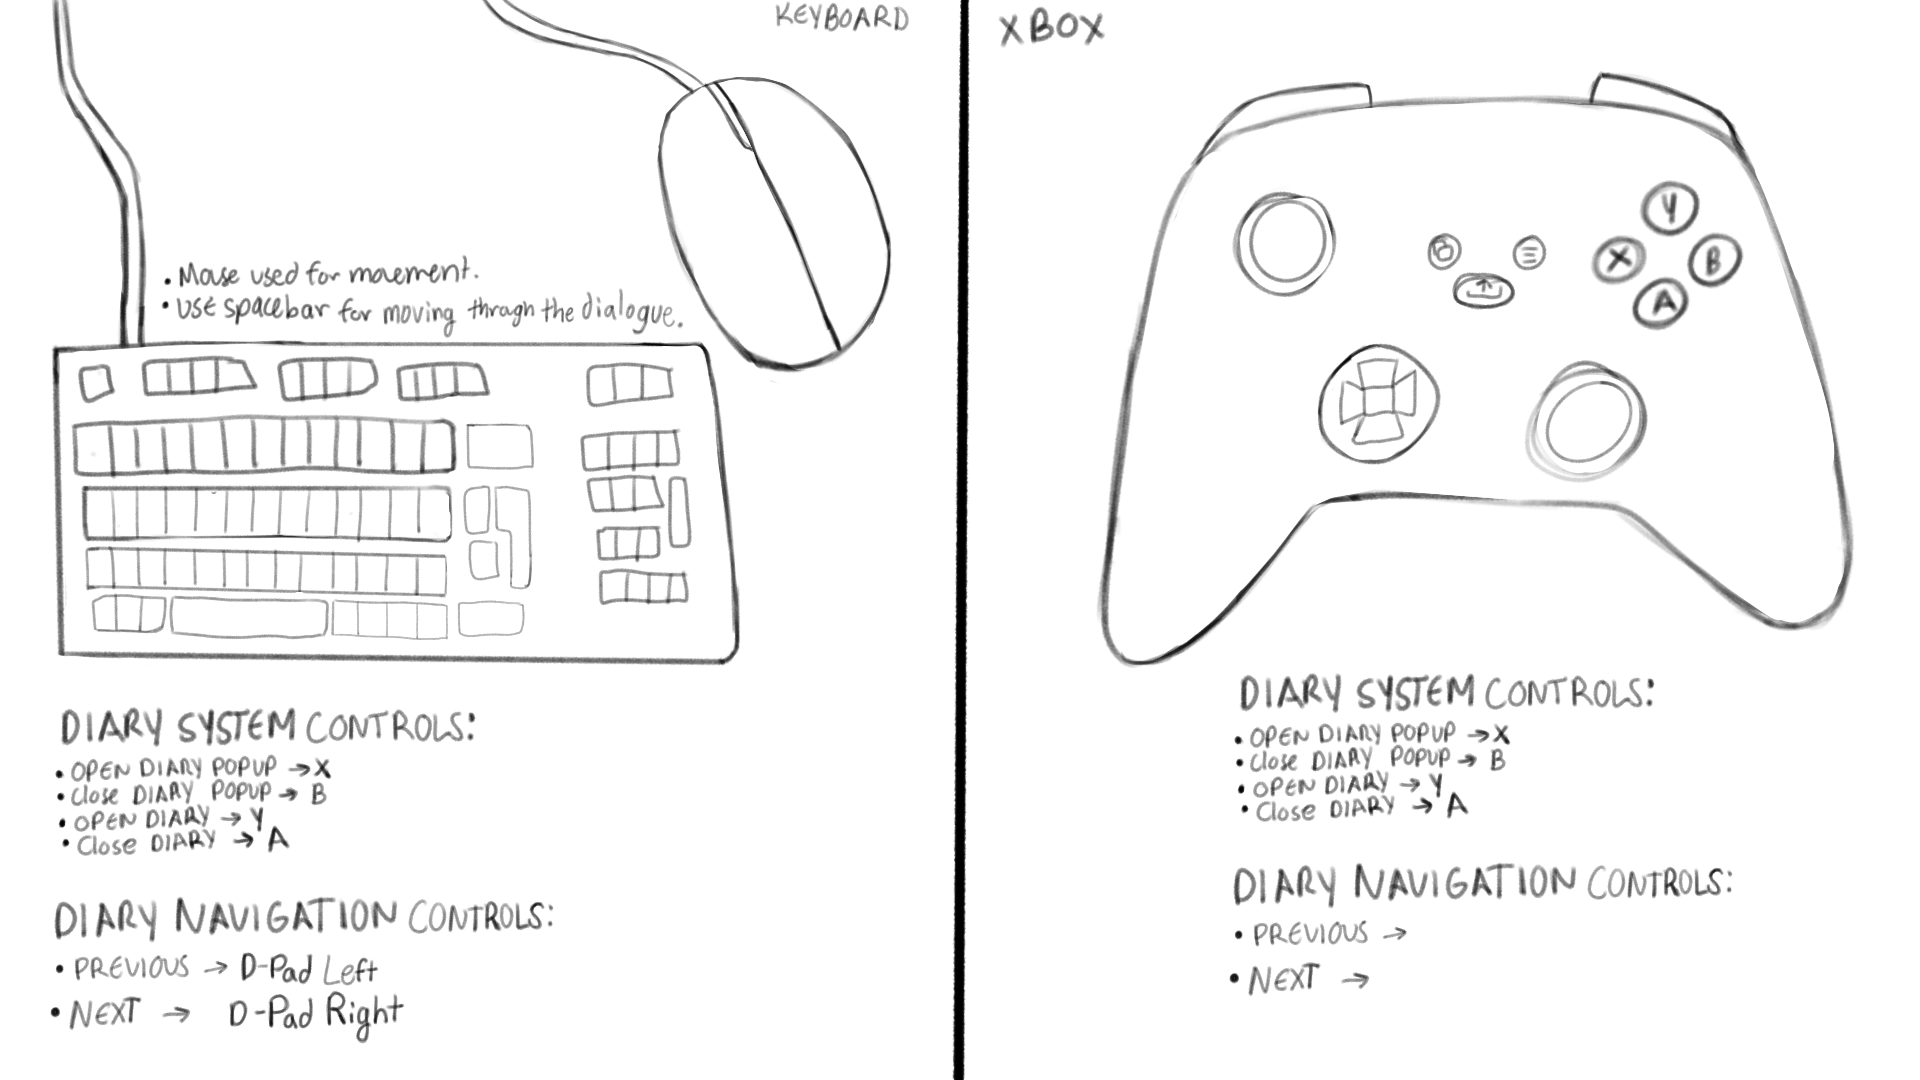 KEYBOARD
• Mouse used for movement.
• USE spacebar for moving through the dialogue.
DIARY SYSTEM CONTROLS:
• OPEN DIARY POPUP → X
• Close DIARY POPUP → B
• OPEN DIARY → Y
• Close DIARY → A
DIARY NAVIGATION CONTROLS:
• PREVIOUS → D-Pad Left
• NEXT → D-Pad Right
XBOX
Y
X
B
A
DIARY SYSTEM CONTROLS:
• OPEN DIARY POPUP → X
• Close DIARY POPUP → B
• OPEN DIARY → Y
• Close DIARY → A
DIARY NAVIGATION CONTROLS:
• PREVIOUS →
• NEXT →